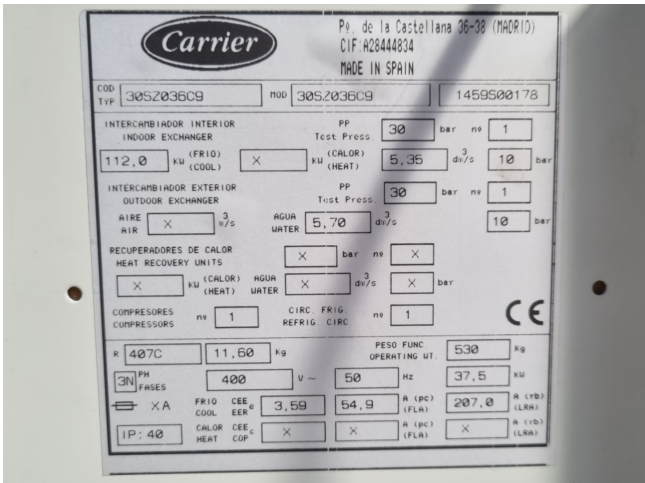 Carrier
Pº. de la Castellana 36-38 (MADRID)
CIF:A28444834
MADE IN SPAIN
COD TYP 30SZ036C9 MOD 30SZ036C9 1459S00178
INTERCAMBIADOR INTERIOR PP 30 bar nº 1
INDOOR EXCHANGER Test Press.
112,0 KW (FRIO) (COOL) X KW (CALOR) (HEAT) 5,35 dm³/s 10 bar
INTERCAMBIADOR EXTERIOR PP 30 bar nº 1
OUTDOOR EXCHANGER Test Press.
AIRE AIR X m³/s AGUA WATER 5,70 dm³/s 10 bar
RECUPERADORES DE CALOR X bar nº X
HEAT RECOVERY UNITS
X KW (CALOR) (HEAT) AGUA WATER X dm³/s X bar
COMPRESORES nº 1 CIRC. FRIG. nº 1
COMPRESSORS REFRIG. CIRC CE
R 407C 11,60 Kg PESO FUNC. OPERATING WT. 530 Kg
3N PH FASES 400 V ~ 50 Hz 37,5 KW
XA FRIO COOL CEE EER e 3,59 54,9 A (pc) (FLA) 207,0 A (rb) (LRA)
IP:40 CALOR HEAT CEE COP c X X A (pc) (FLA) X A (rb) (LRA)